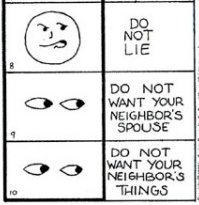 8
DO
NOT
LIE
9
DO NOT
WANT YOUR
NEIGHBOR'S
SPOUSE
10
DO NOT
WANT YOUR
NEIGHBOR'S
THINGS